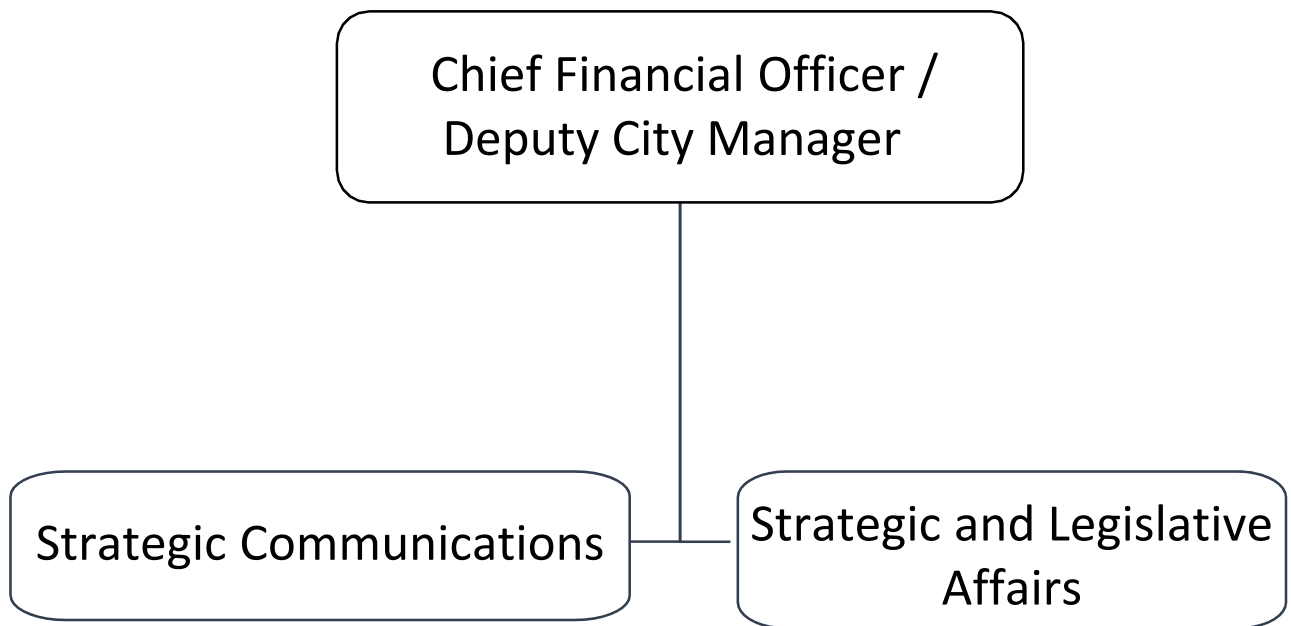 Chief Financial Officer /
Deputy City Manager
Strategic Communications
Strategic and Legislative
Affairs